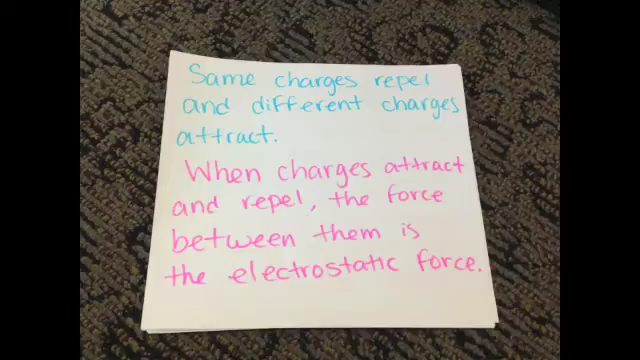 Same charges repel
and different charges
attract.
When charges attract
and repel, the force
between them is
the electrostatic force.